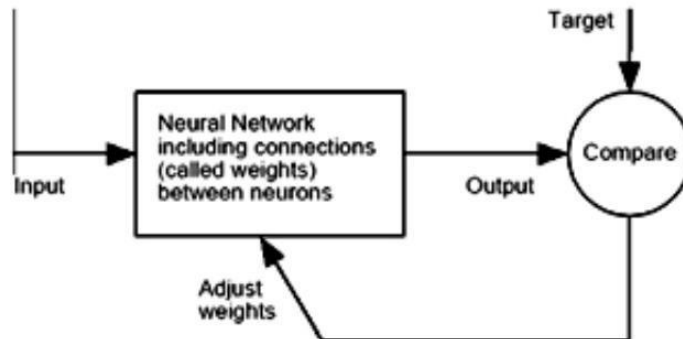 Target
Neural Network
including connections
(called weights)
between neurons
Compare
Input
Output
Adjust
weights